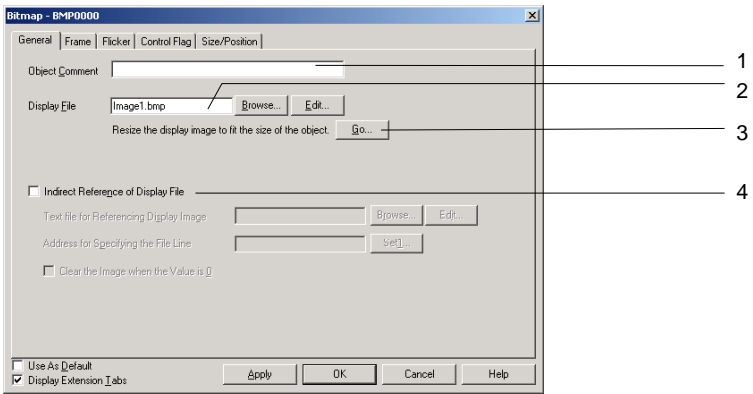 Bitmap - BMP0000
General Frame Flicker Control Flag Size/Position
Object Comment 1
Display File Image1.bmp Browse... Edit... 2
Resize the display image to fit the size of the object. Go... 3
Indirect Reference of Display File 4
Text file for Referencing Display Image Browse... Edit...
Address for Specifying the File Line Set1...
Clear the Image when the Value is 0
Use As Default
Display Extension Tabs Apply OK Cancel Help